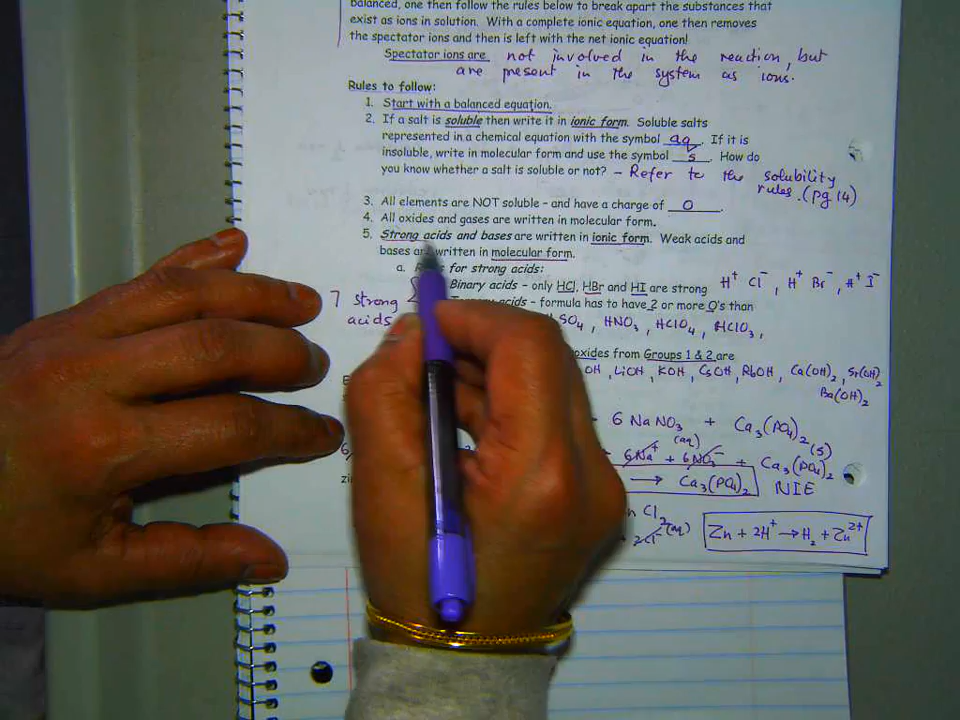 balanced, one then follow the rules below to break apart the substances that
exist as ions in solution. With a complete ionic equation, one then removes
the spectator ions and then is left with the net ionic equation!
Spectator ions are not involved in the reaction, but
are present in the system as ions.
Rules to follow:
1. Start with a balanced equation.
2. If a salt is soluble then write it in ionic form. Soluble salts
represented in a chemical equation with the symbol aq. If it is
insoluble, write in molecular form and use the symbol s. How do
you know whether a salt is soluble or not? - Refer to the solubility
rules. (pg 14)
3. All elements are NOT soluble - and have a charge of 0.
4. All oxides and gases are written in molecular form.
5. Strong acids and bases are written in ionic form. Weak acids and
bases are written in molecular form.
a. for strong acids:
Binary acids - only HCl, HBr and HI are strong H⁺ Cl⁻, H⁺ Br⁻, H⁺ I⁻
7 strong acids - formula has to have 2 or more O's than
acids SO₄, HNO₃, HClO₄, HClO₃,
oxides from Groups 1 & 2 are
OH, LiOH, KOH, CsOH, RbOH, Ca(OH)₂, Sr(OH)₂
Ba(OH)₂
6 NaNO₃ + Ca₃(PO₄)₂
(aq) (s)
6Na⁺ + 6NO₃⁻ + Ca₃(PO₄)₂
→ Ca₃(PO₄)₂ NIE
n Cl₂
2Cl⁻ (aq) Zn + 2H⁺ → H₂ + Zn²⁺